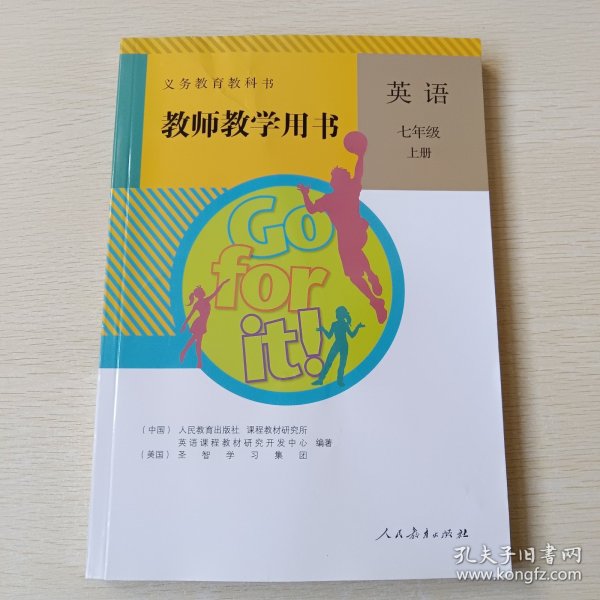 义务教育教科书
教师教学用书
英语
七年级
上册
Go
for
it!
(中国) 人民教育出版社 课程教材研究所
英语课程教材研究开发中心 编著
(美国) 圣智学习集团
人民教育出版社
孔夫子旧书网
www.kongfz.com